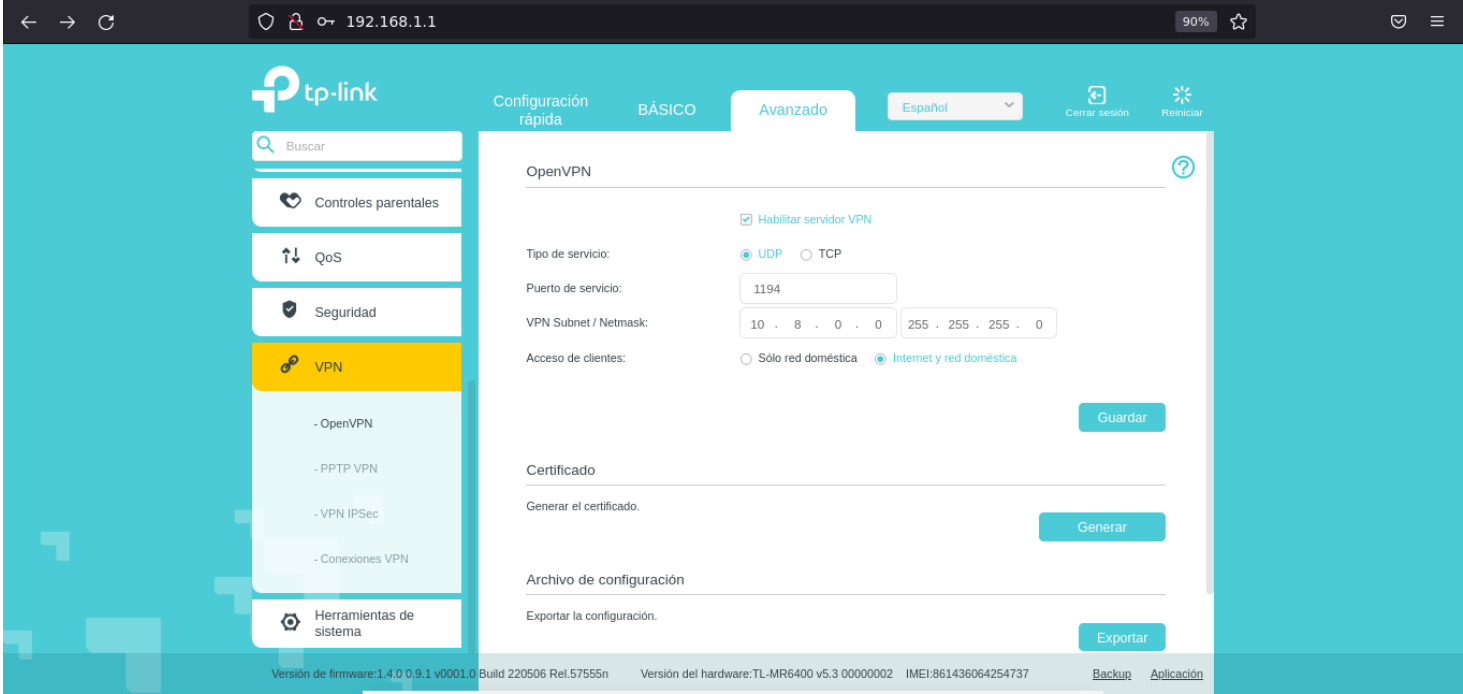 192.168.1.1
90%
tp-link
Configuración
rápida
BÁSICO
Avanzado
Español
Cerrar sesión
Reiniciar
Buscar
Controles parentales
QoS
Seguridad
VPN
- OpenVPN
- PPTP VPN
- VPN IPSec
- Conexiones VPN
Herramientas de
sistema
OpenVPN
?
Habilitar servidor VPN
Tipo de servicio:
UDP
TCP
Puerto de servicio:
1194
VPN Subnet / Netmask:
10 . 8 . 0 . 0
255 . 255 . 255 . 0
Acceso de clientes:
Sólo red doméstica
Internet y red doméstica
Guardar
Certificado
Generar el certificado.
Generar
Archivo de configuración
Exportar la configuración.
Exportar
Versión de firmware:1.4.0 0.9.1 v0001.0 Build 220506 Rel.57555n
Versión del hardware:TL-MR6400 v5.3 00000002
IMEI:861436064254737
Backup
Aplicación